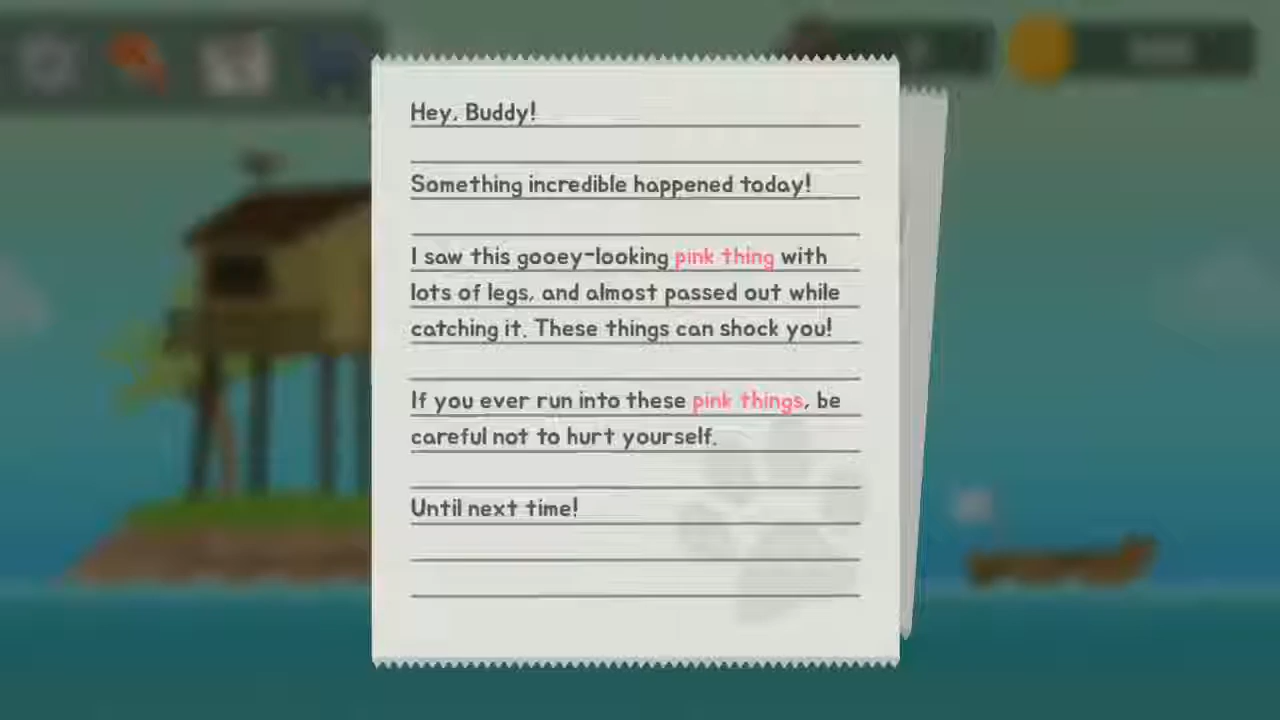 Hey, Buddy!
Something incredible happened today!
I saw this gooey-looking pink thing with
lots of legs, and almost passed out while
catching it. These things can shock you!
If you ever run into these pink things, be
careful not to hurt yourself.
Until next time!